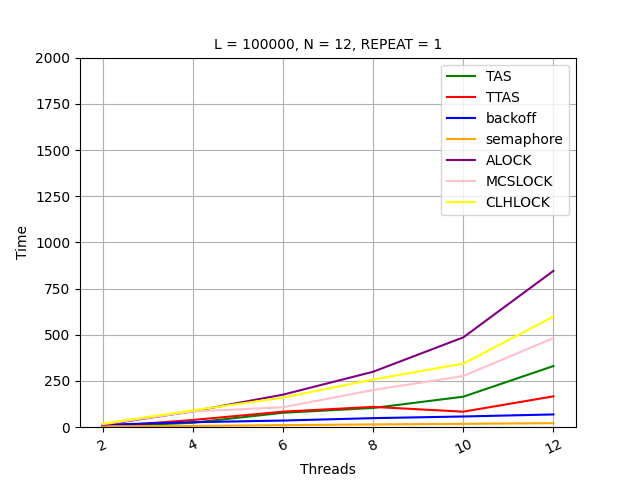 L = 100000, N = 12, REPEAT = 1
2000
1750
1500
1250
1000
750
500
250
0
Time
TAS
TTAS
backoff
semaphore
ALOCK
MCSLOCK
CLHLOCK
2 4 6 8 10 12
Threads